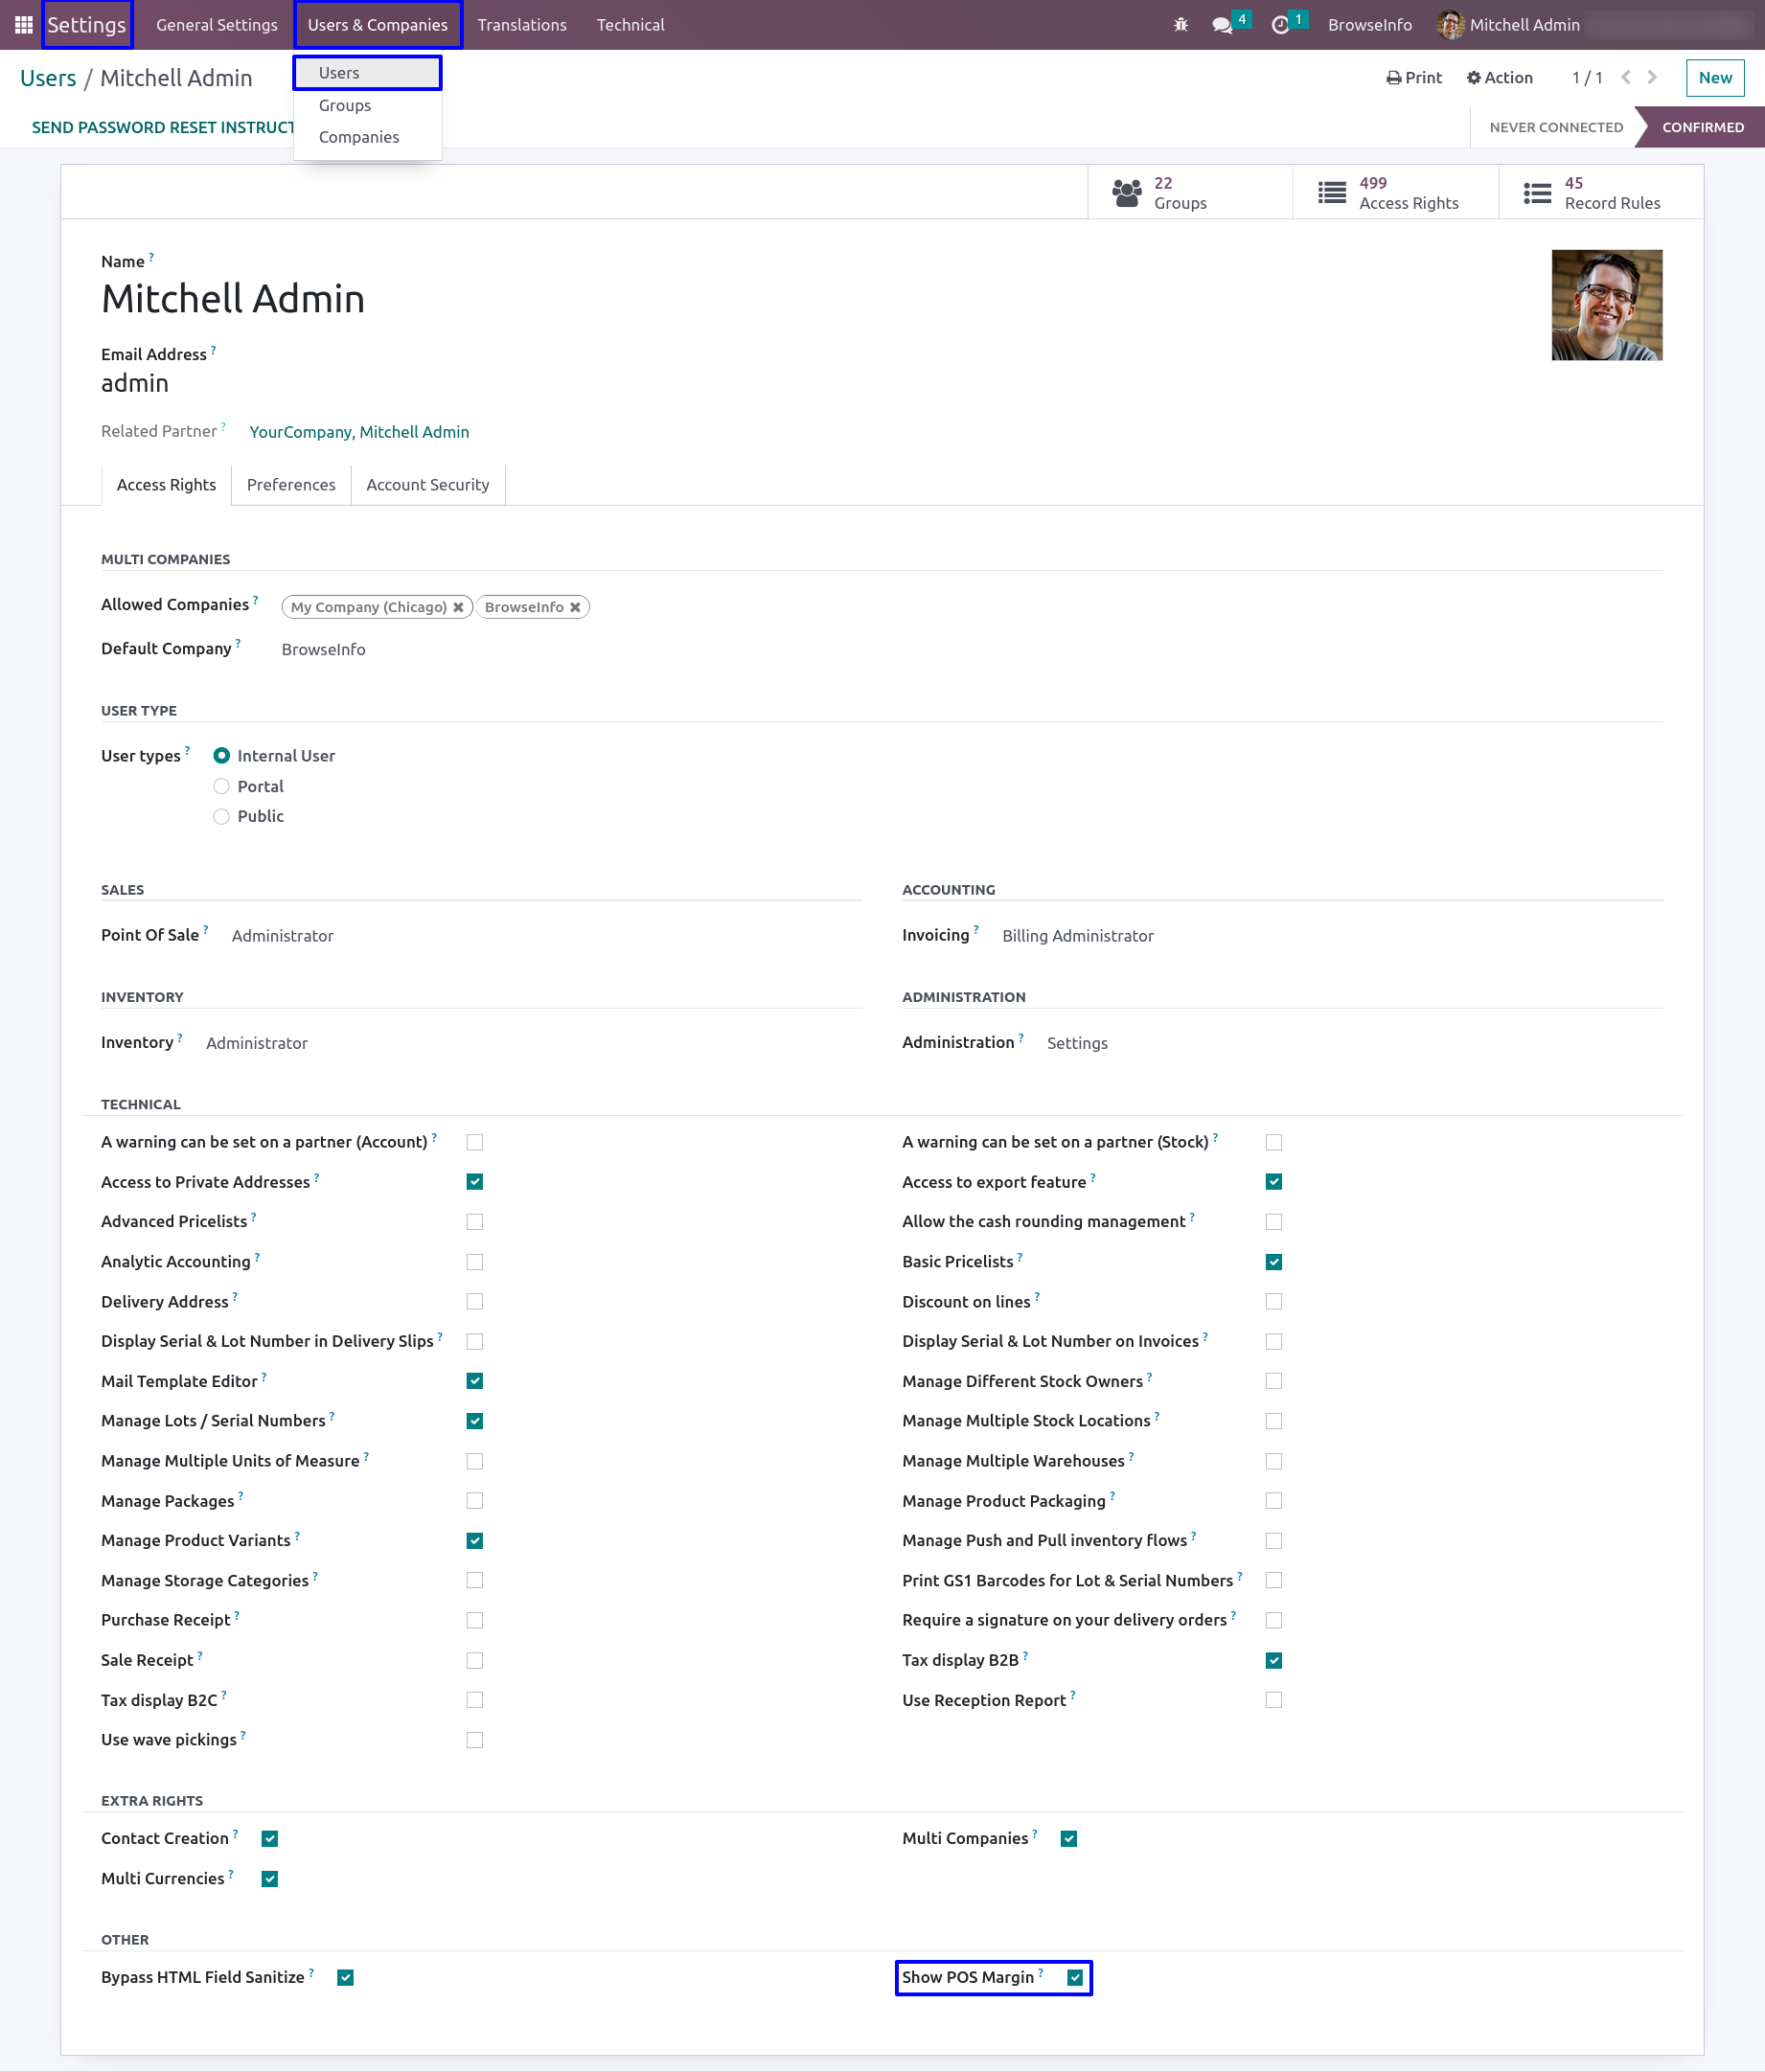 Settings General Settings Users & Companies Translations Technical 4 1 BrowseInfo Mitchell Admin
Users / Mitchell Admin Users Print Action 1 / 1 New
Groups
SEND PASSWORD RESET INSTRUCT Companies NEVER CONNECTED CONFIRMED
22 Groups 499 Access Rights 45 Record Rules
Name ?
Mitchell Admin
Email Address ?
admin
Related Partner ? YourCompany, Mitchell Admin
Access Rights Preferences Account Security
MULTI COMPANIES
Allowed Companies ? My Company (Chicago) BrowseInfo
Default Company ? BrowseInfo
USER TYPE
User types ? Internal User
Portal
Public
SALES ACCOUNTING
Point Of Sale ? Administrator Invoicing ? Billing Administrator
INVENTORY ADMINISTRATION
Inventory ? Administrator Administration ? Settings
TECHNICAL
A warning can be set on a partner (Account) ? A warning can be set on a partner (Stock) ?
Access to Private Addresses ? Access to export feature ?
Advanced Pricelists ? Allow the cash rounding management ?
Analytic Accounting ? Basic Pricelists ?
Delivery Address ? Discount on lines ?
Display Serial & Lot Number in Delivery Slips ? Display Serial & Lot Number on Invoices ?
Mail Template Editor ? Manage Different Stock Owners ?
Manage Lots / Serial Numbers ? Manage Multiple Stock Locations ?
Manage Multiple Units of Measure ? Manage Multiple Warehouses ?
Manage Packages ? Manage Product Packaging ?
Manage Product Variants ? Manage Push and Pull inventory flows ?
Manage Storage Categories ? Print GS1 Barcodes for Lot & Serial Numbers ?
Purchase Receipt ? Require a signature on your delivery orders ?
Sale Receipt ? Tax display B2B ?
Tax display B2C ? Use Reception Report ?
Use wave pickings ?
EXTRA RIGHTS
Contact Creation ? Multi Companies ?
Multi Currencies ?
OTHER
Bypass HTML Field Sanitize ? Show POS Margin ?